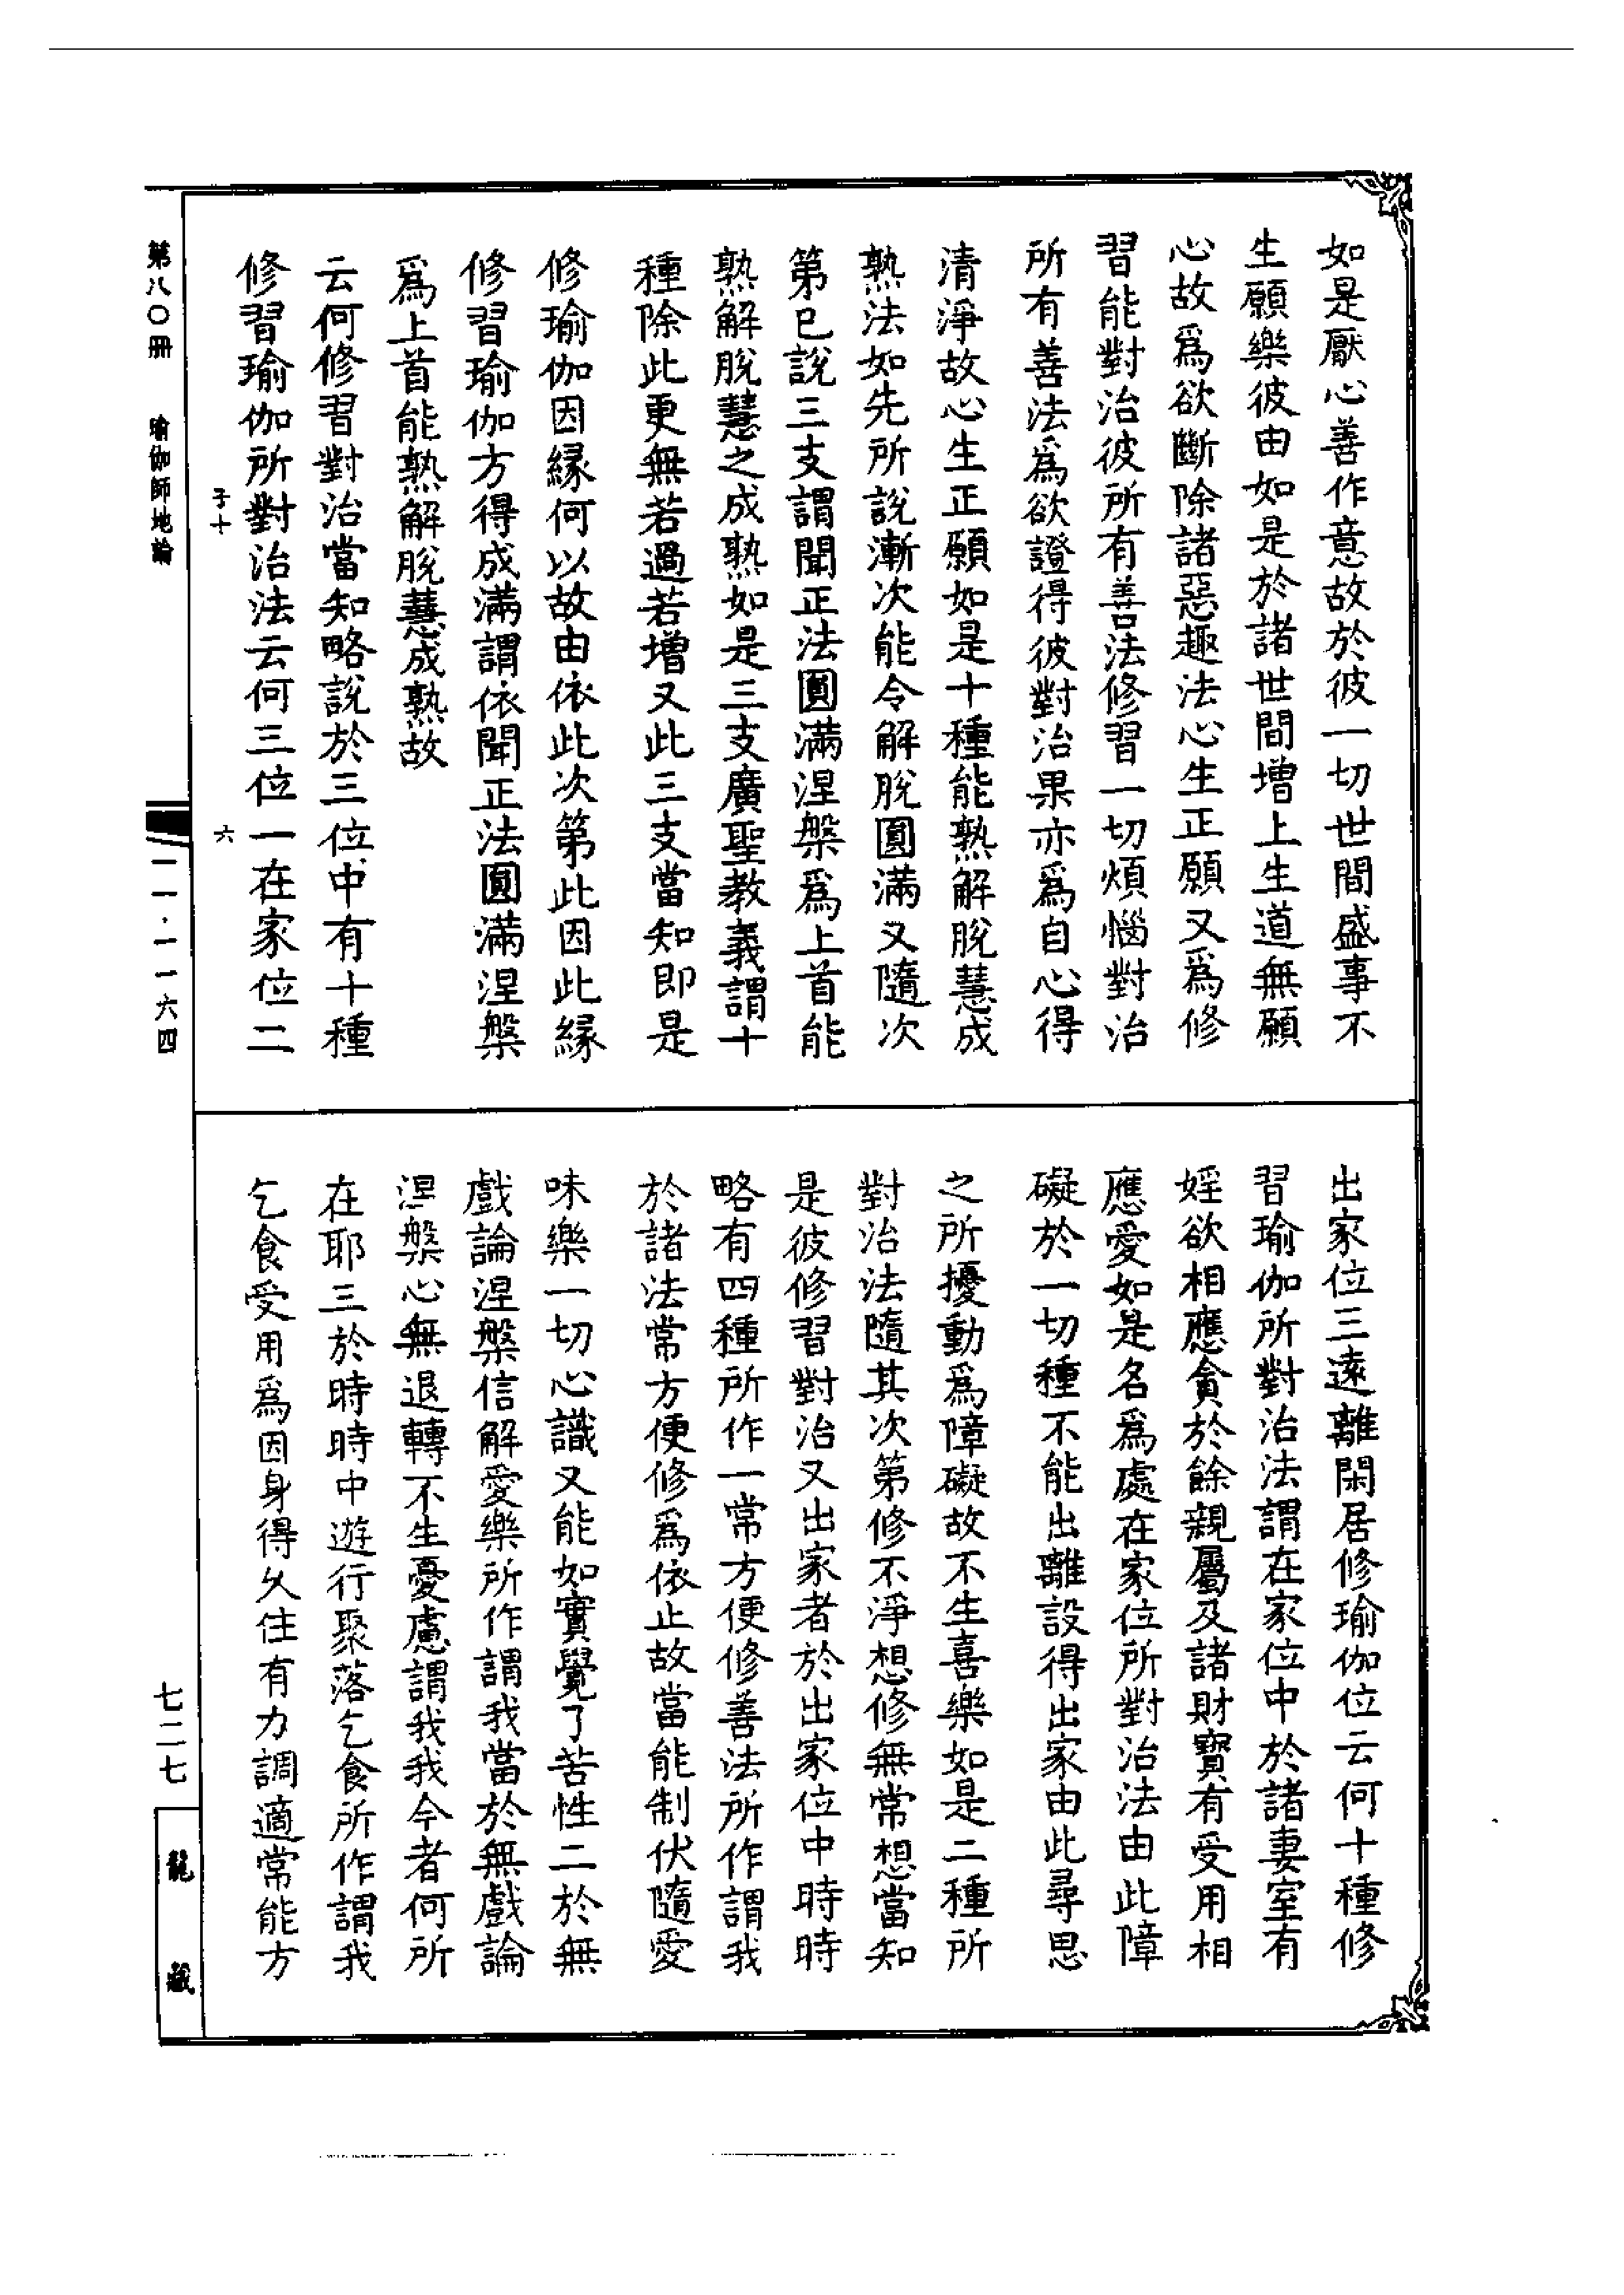 如是厭心善作意故於彼一切世間盛事不
生願樂彼由如是於諸世間增上生道無願
心故爲欲斷除諸惡趣法心生正願又爲修
習能對治彼所有善法修習一切煩惱對治
所有善法爲欲證得彼對治果亦爲自心得
清淨故心生正願如是十種能熟解脫慧成
熟法如先所說漸次能令解脫圓滿又隨次
第已說三支謂聞正法圓滿涅槃爲上首能
熟解脫慧之成熟如是三支廣聖教義謂十
種除此更無若過若增又此三支當知即是
修瑜伽因緣何以故由依此次第此因此緣
修習瑜伽方得成滿謂依聞正法圓滿涅槃
爲上首能熟解脫慧成熟故
云何修習對治當知略說於三位中有十種
修習瑜伽所對治法云何三位一在家位二
子十
六
出家位三遠離閑居修瑜伽位云何十種修
習瑜伽所對治法謂在家位中於諸妻室有
婬欲相應貪於餘親屬及諸財寶有受用相
應愛如是名爲處在家位所對治法由此障
礙於一切種不能出離設得出家由此尋思
之所擾動爲障礙故不生喜樂如是二種所
對治法隨其次第修不淨想修無常想當知
是彼修習對治又出家者於出家位中時時
略有四種所作一常方便修善法所作謂我
於諸法常方便修爲依止故當能制伏隨愛
味樂一切心識又能如實覺了苦性二於無
戲論涅槃信解愛樂所作謂我當於無戲論
涅槃心無退轉不生憂慮謂我我今者何所
在耶三於時時中遊行聚落乞食所作謂我
乞食受用爲因身得久住有力調適常能方
第八〇冊
瑜伽師地論
一一·一一六四
七二七
龍藏